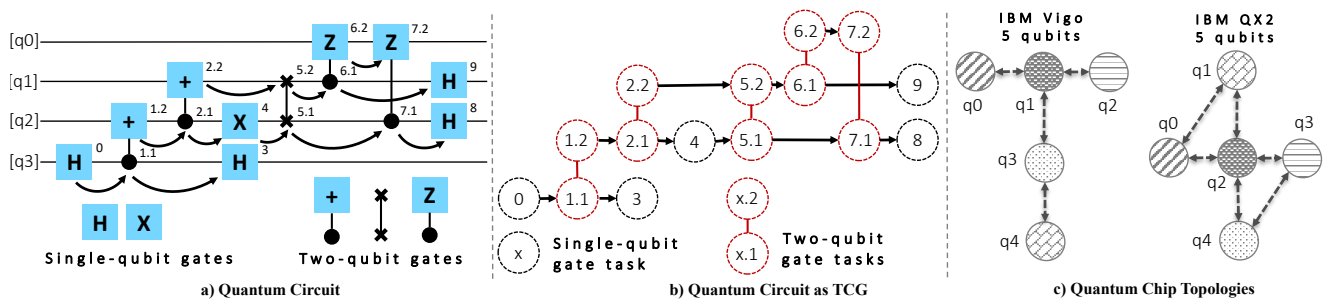 [q0]
[q1]
[q2]
[q3]
Z 6.2 Z 7.2
+ 2.2 5.2 6.1 H 9
+ 1.2 2.1 X 4 5.1 7.1 H 8
H 0 1.1 H 3
H X
+ Z
Single-qubit gates
Two-qubit gates
a) Quantum Circuit
6.2 7.2
2.2 5.2 6.1 9
1.2 2.1 4 5.1 7.1 8
0 1.1 3
x.2
x.1
x
Single-qubit
gate task
Two-qubit
gate tasks
b) Quantum Circuit as TCG
IBM Vigo
5 qubits
q0
q1
q2
q3
q4
IBM QX2
5 qubits
q1
q0
q3
q2
q4
c) Quantum Chip Topologies